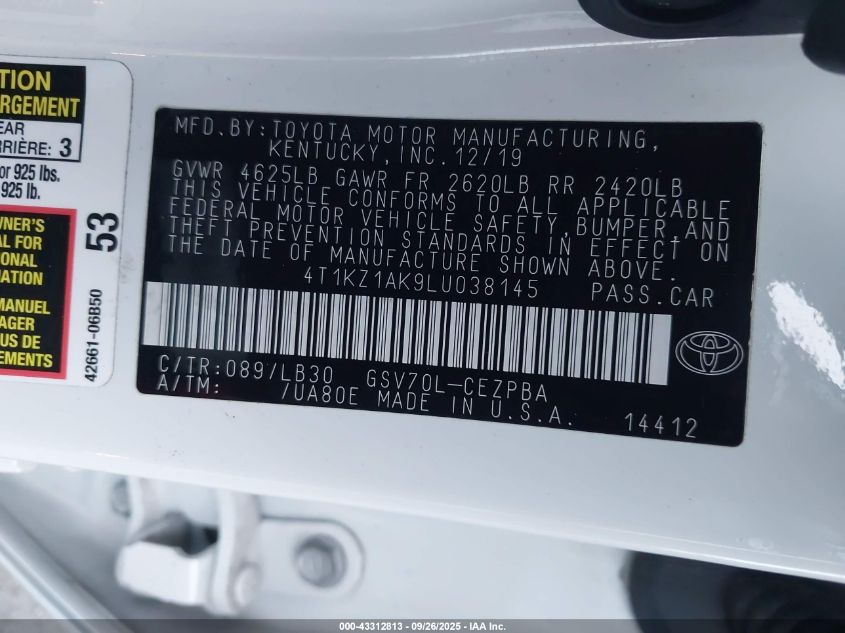 TION
RGEMENT
EAR
RRIÈRE: 3
or 925 lbs.
925 lb.
WNER'S
AL FOR
IONAL
MATION
MANUEL
AGER
US DE
EMENTS
53
42661-06B50
MFD. BY: TOYOTA MOTOR MANUFACTURING,
KENTUCKY, INC. 12/19
GVWR 4625LB GAWR FR 2620LB RR 2420LB
THIS VEHICLE CONFORMS TO ALL APPLICABLE
FEDERAL MOTOR VEHICLE SAFETY, BUMPER, AND
THEFT PREVENTION STANDARDS IN EFFECT ON
THE DATE OF MANUFACTURE SHOWN ABOVE.
4T1KZ1AK9LU038145 PASS.CAR
C/TR:089/LB30 GSV70L-CEZPBA
A/TM: /UA80E MADE IN U.S.A.
14412
000-43312813 - 09/26/2025 - IAA Inc.